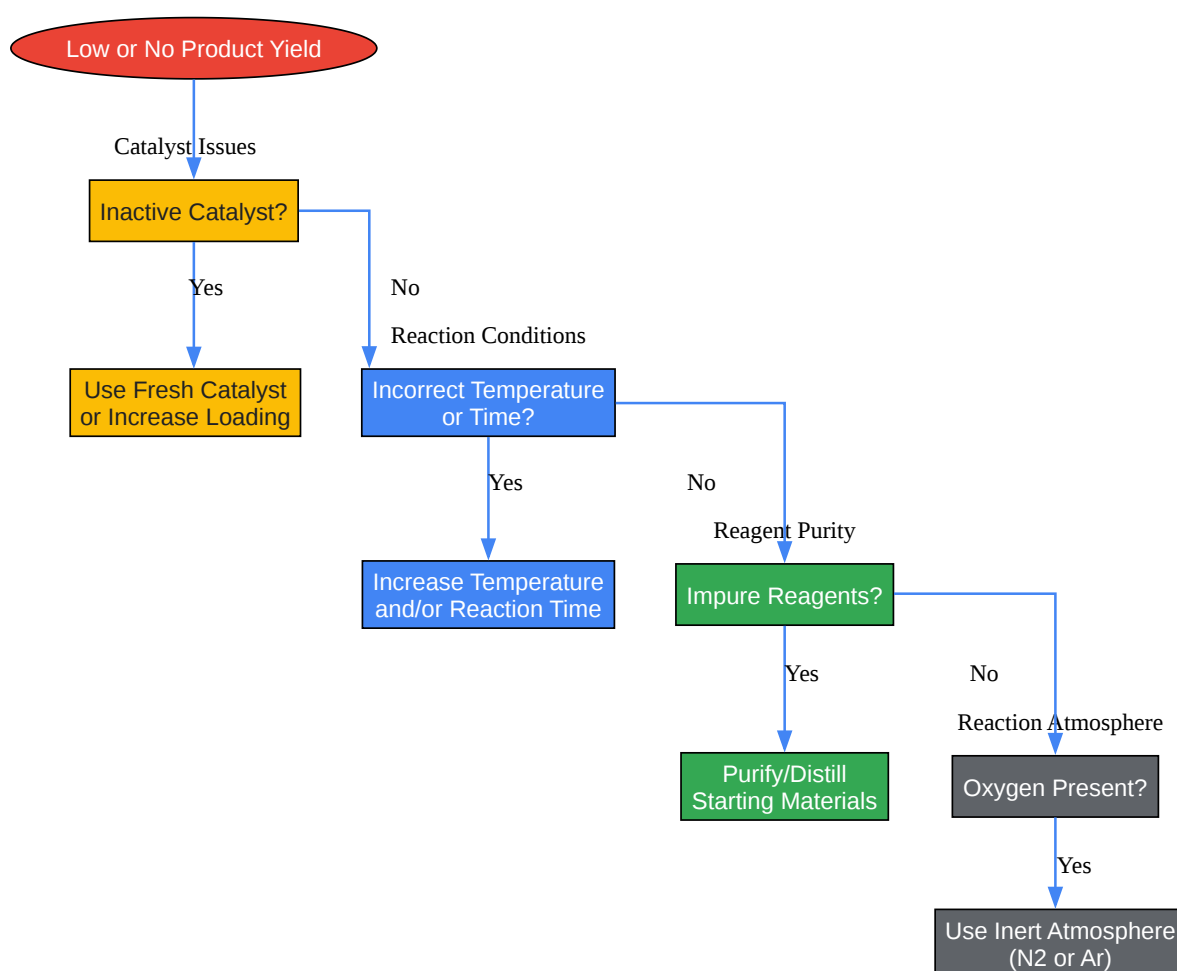 Low or No Product Yield
Catalyst Issues
Inactive Catalyst?
Yes
No
Reaction Conditions
Use Fresh Catalyst
or Increase Loading
Incorrect Temperature
or Time?
Yes
No
Reagent Purity
Increase Temperature
and/or Reaction Time
Impure Reagents?
Yes
No
Reaction Atmosphere
Purify/Distill
Starting Materials
Oxygen Present?
Yes
Use Inert Atmosphere
(N2 or Ar)